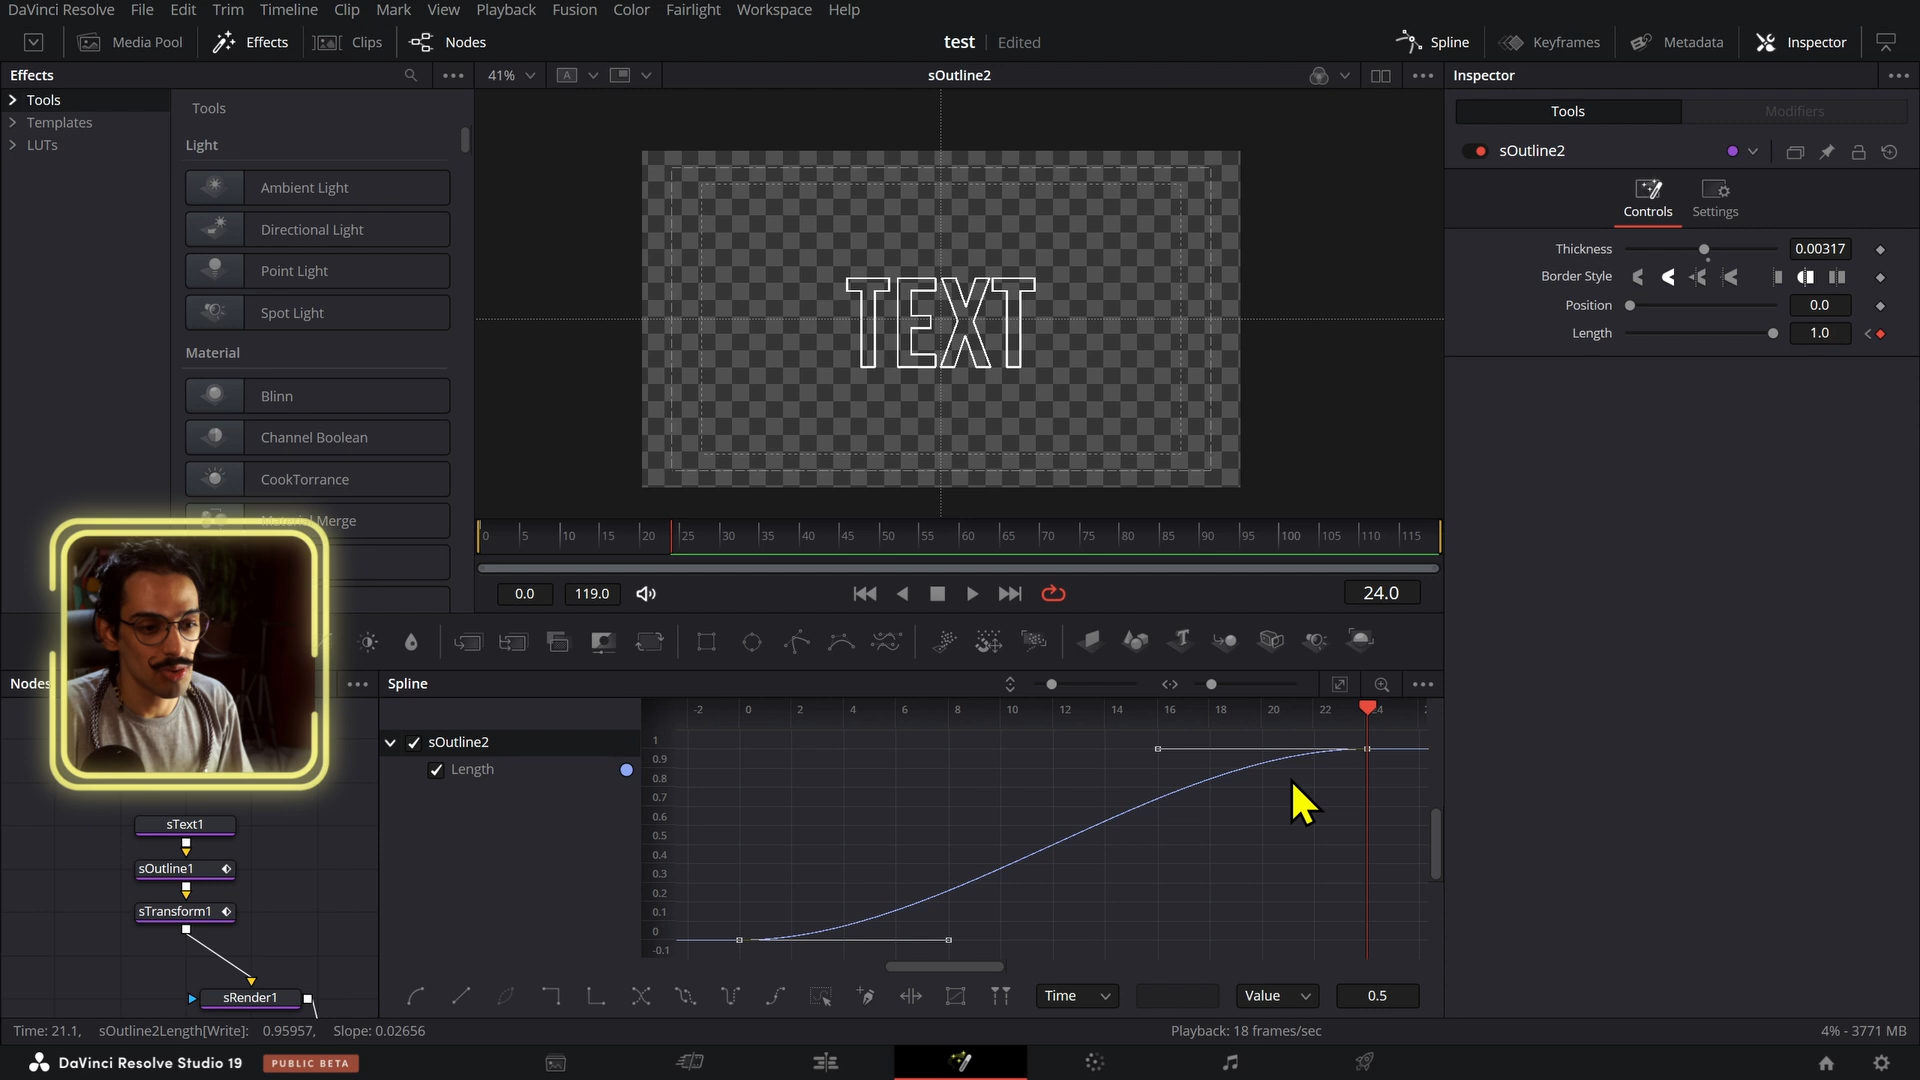 DaVinci Resolve File Edit Trim Timeline Clip Mark View Playback Fusion Color Fairlight Workspace Help
Media Pool Effects Clips Nodes test Edited Spline Keyframes Metadata Inspector
Effects 41% A sOutline2 Inspector
Tools
Templates
LUTs
Tools
Light
Ambient Light
Directional Light
Point Light
Spot Light
Material
Blinn
Channel Boolean
CookTorrance
Material Merge
TEXT
Tools Modifiers
sOutline2
Controls Settings
Thickness 0.00317
Border Style
Position 0.0
Length 1.0
0 5 10 15 20 25 30 35 40 45 50 55 60 65 70 75 80 85 90 95 100 105 110 115
0.0 119.0 24.0
Nodes
Spline
-2 0 2 4 6 8 10 12 14 16 18 20 22 24
sOutline2
Length
1
0.9
0.8
0.7
0.6
0.5
0.4
0.3
0.2
0.1
0
-0.1
sText1
sOutline1
sTransform1
sRender1
Time Value 0.5
Time: 21.1, sOutline2Length[Write]: 0.95957, Slope: 0.02656 Playback: 18 frames/sec 4% - 3771 MB
DaVinci Resolve Studio 19 PUBLIC BETA